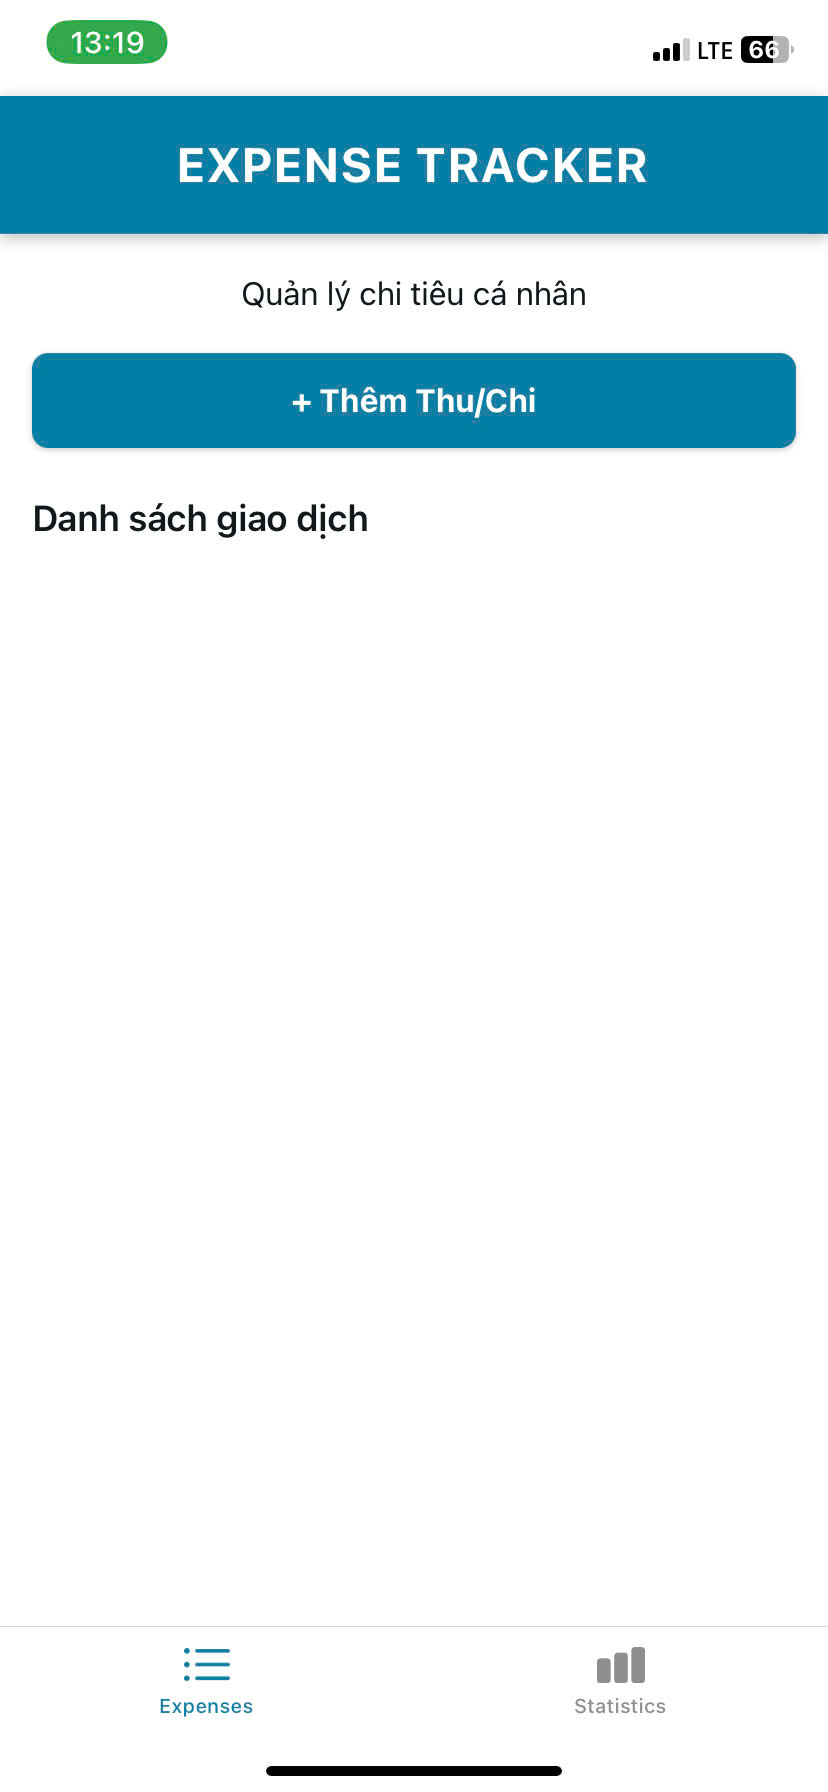 13:19
LTE 66
EXPENSE TRACKER
Quản lý chi tiêu cá nhân
+ Thêm Thu/Chi
Danh sách giao dịch
Expenses
Statistics